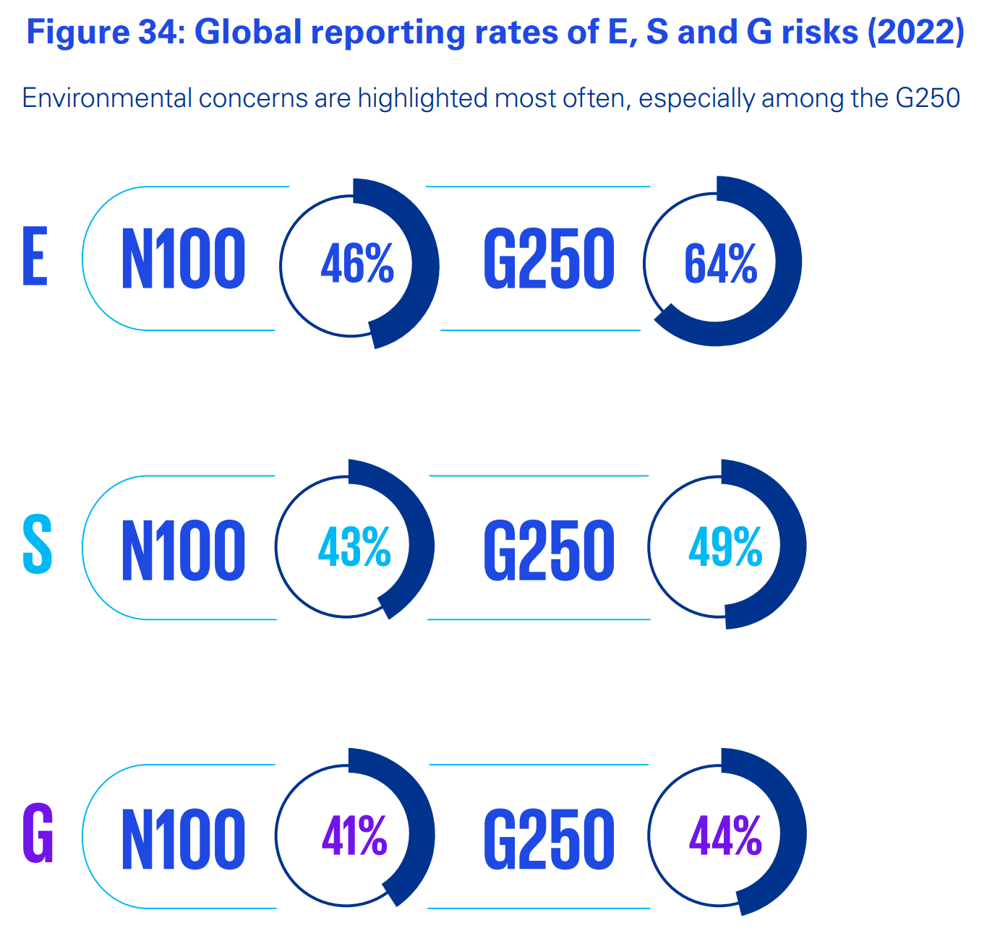 Figure 34: Global reporting rates of E, S and G risks (2022)
Environmental concerns are highlighted most often, especially among the G250
E N100 46% G250 64%
S N100 43% G250 49%
G N100 41% G250 44%